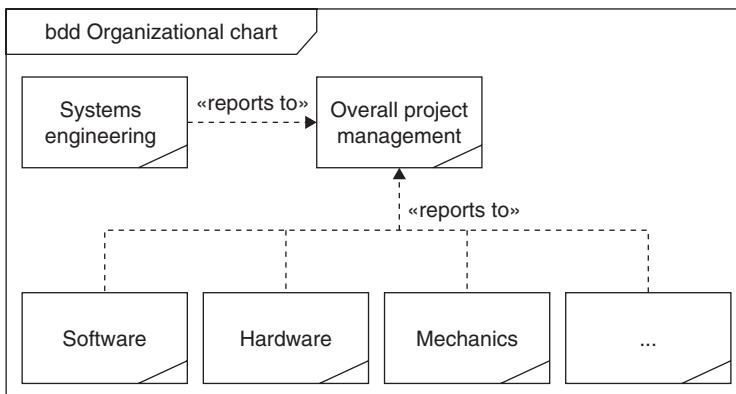 bdd Organizational chart
Systems
engineering
«reports to»
Overall project
management
«reports to»
Software
Hardware
Mechanics
...